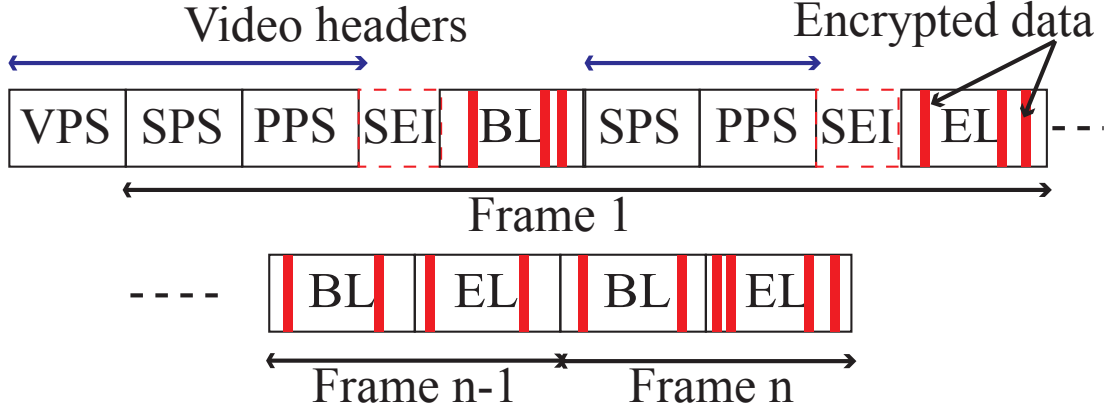 Video headers Encrypted data
VPS SPS PPS SEI BL SPS PPS SEI EL
Frame 1
BL EL BL EL
Frame n-1 Frame n